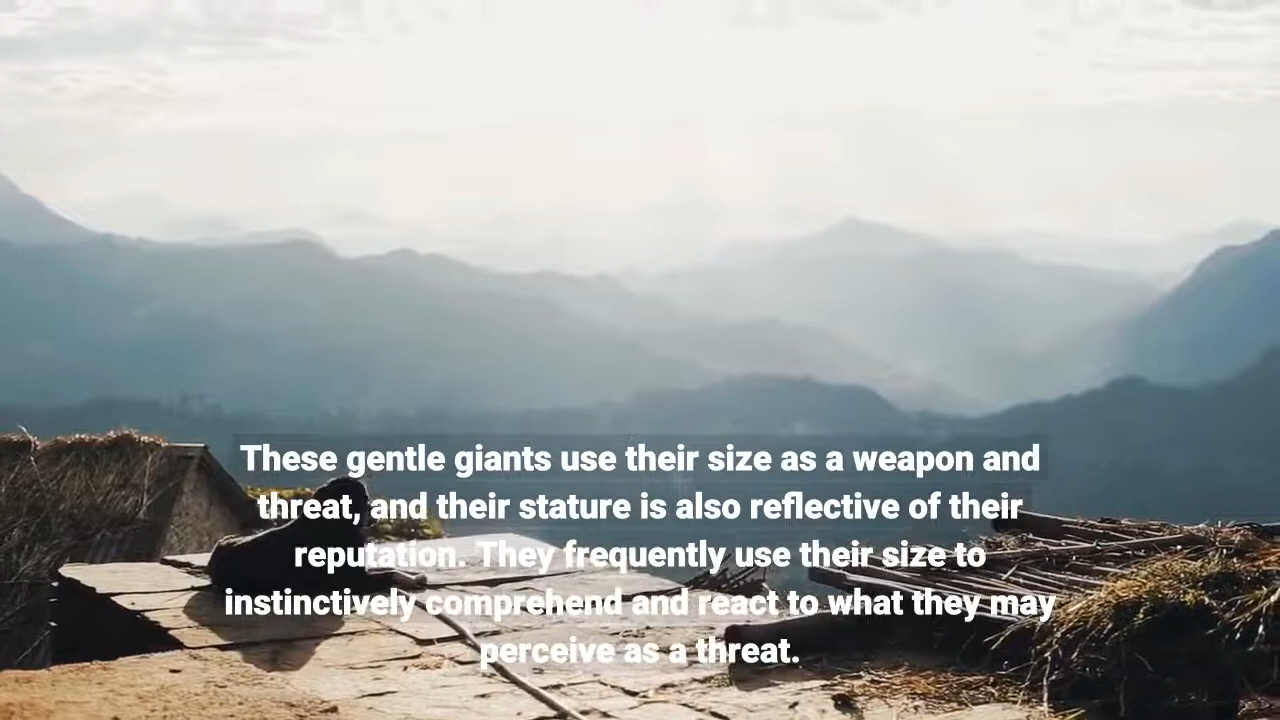 These gentle giants use their size as a weapon and
threat, and their stature is also reflective of their
reputation. They frequently use their size to
instinctively comprehend and react to what they may
perceive as a threat.